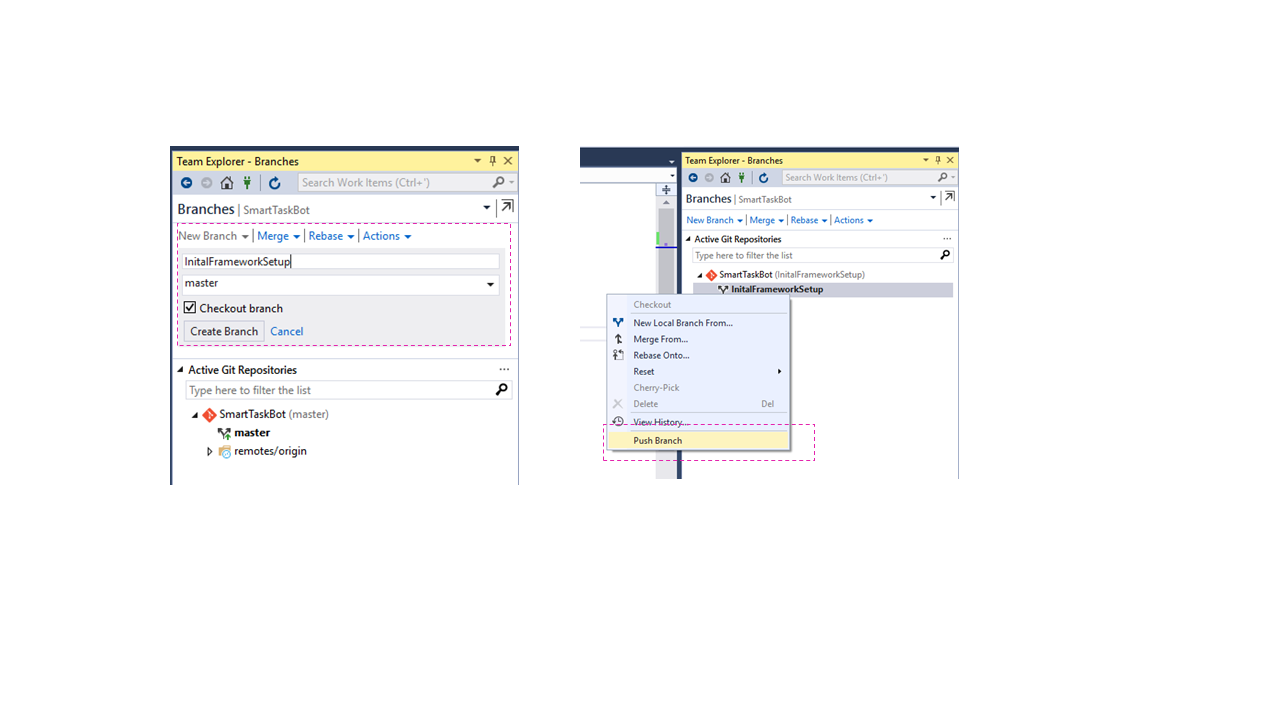 Team Explorer - Branches
Search Work Items (Ctrl+')
Branches | SmartTaskBot
New Branch | Merge | Rebase | Actions
InitalFrameworkSetup
master
Checkout branch
Create Branch Cancel
Active Git Repositories ...
Type here to filter the list
SmartTaskBot (master)
master
remotes/origin
Team Explorer - Branches
Search Work Items (Ctrl+')
Branches | SmartTaskBot
New Branch | Merge | Rebase | Actions
Active Git Repositories ...
Type here to filter the list
SmartTaskBot (InitalFrameworkSetup)
InitalFrameworkSetup
Checkout
New Local Branch From...
Merge From...
Rebase Onto...
Reset
Cherry-Pick
Delete Del
View History...
Push Branch